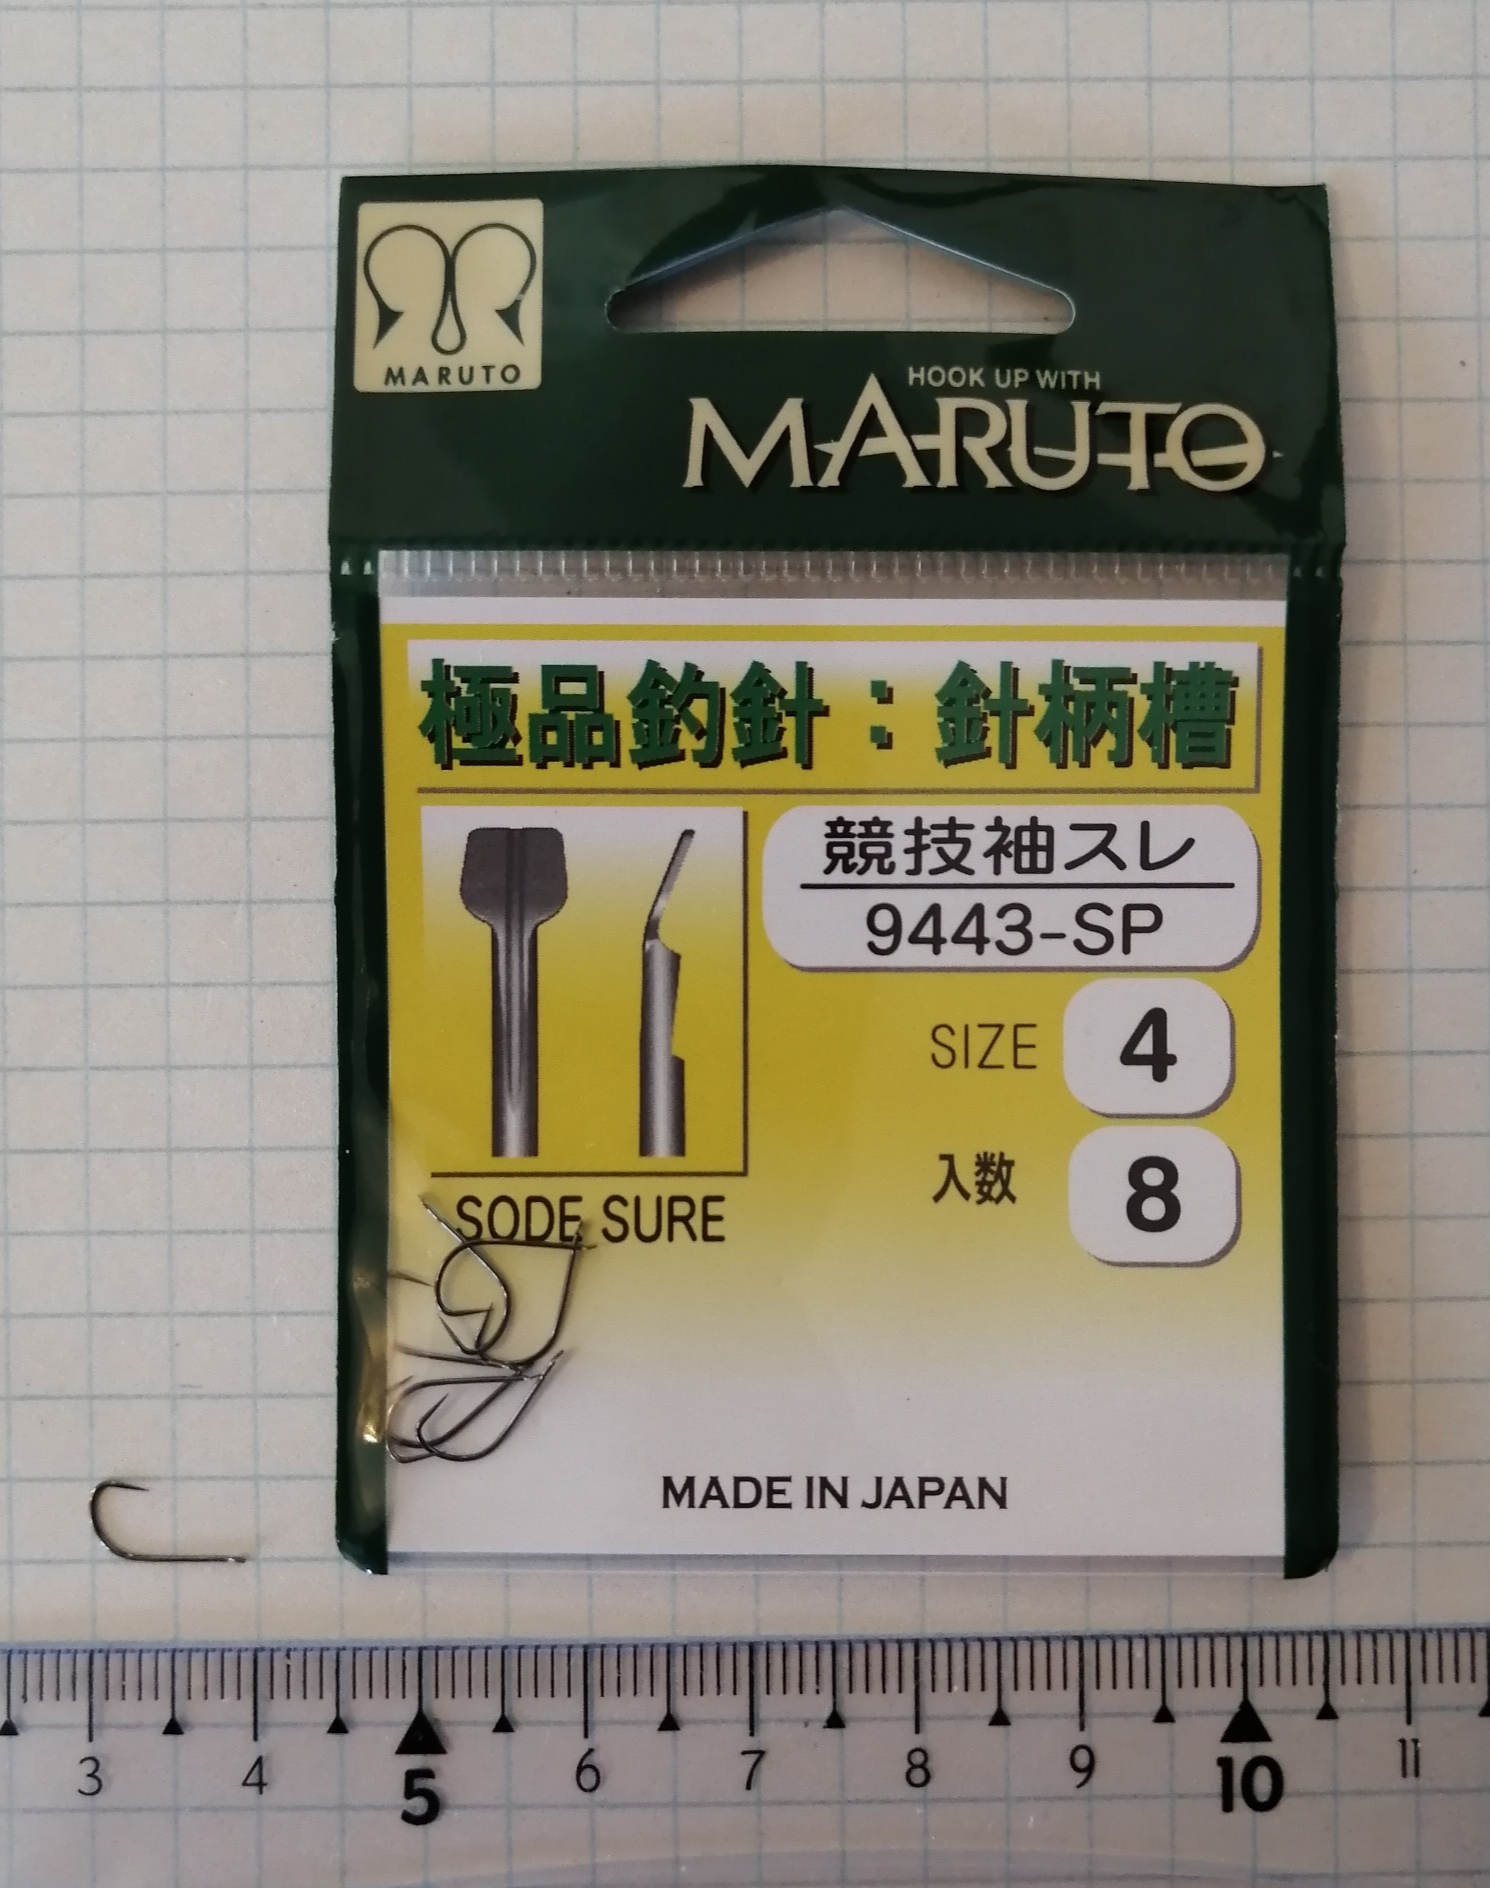 MARUTO
HOOK UP WITH
MARUTO
極品釣針：針柄槽
競技袖スレ
9443-SP
SIZE 4
入数 8
SODE SURE
MADE IN JAPAN
3 4 5 6 7 8 9 10 11